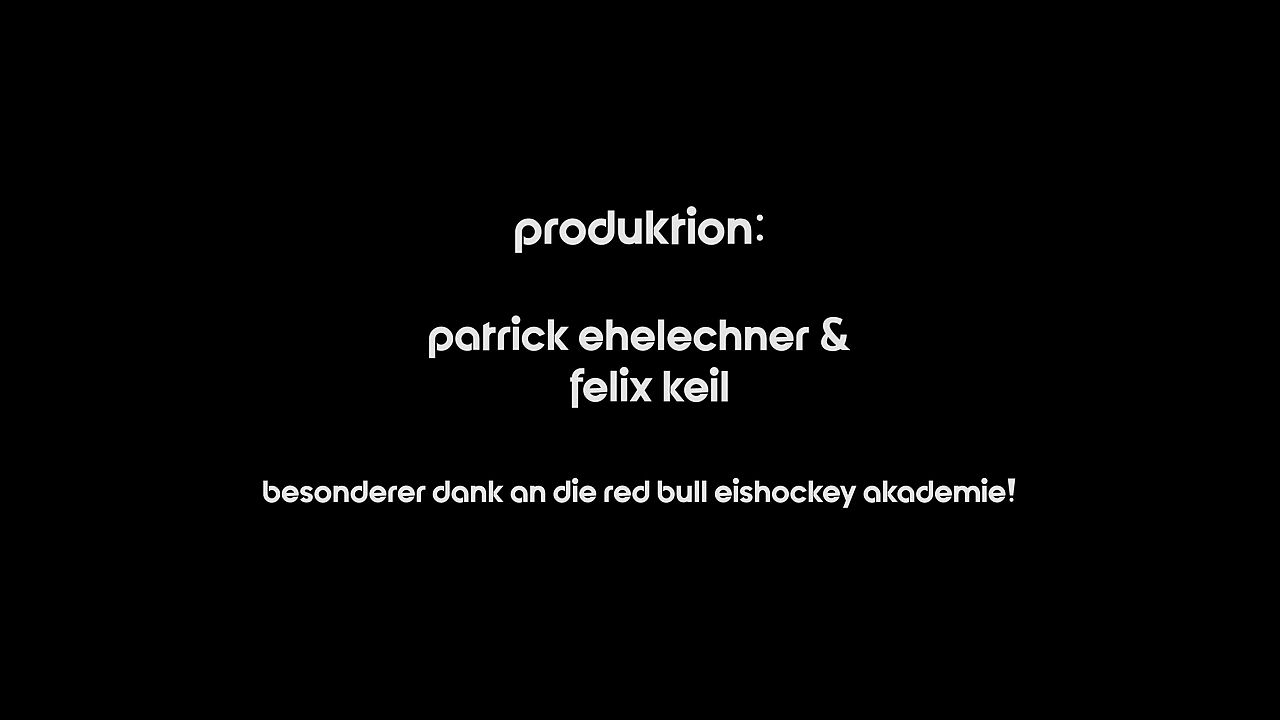 produktion:
patrick ehelechner &
felix keil
besonderer dank an die red bull eishockey akademie!